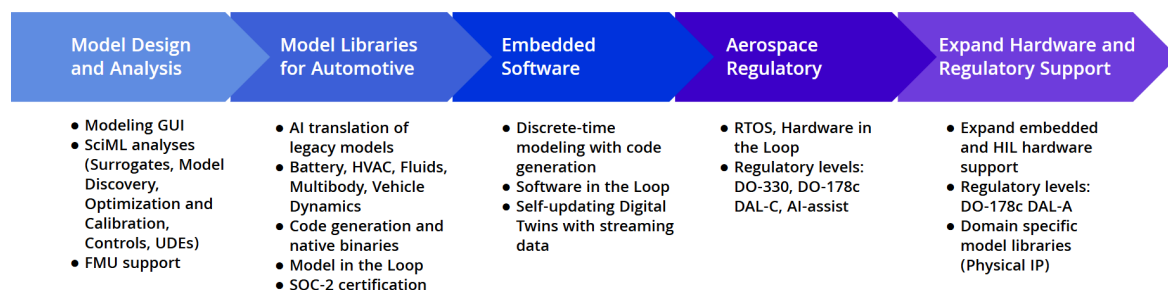 Model Design
and Analysis
Model Libraries
for Automotive
Embedded
Software
Aerospace
Regulatory
Expand Hardware and
Regulatory Support
● Modeling GUI
● SciML analyses
(Surrogates, Model
Discovery,
Optimization and
Calibration,
Controls, UDEs)
● FMU support
● AI translation of
legacy models
● Battery, HVAC, Fluids,
Multibody, Vehicle
Dynamics
● Code generation and
native binaries
● Model in the Loop
● SOC-2 certification
● Discrete-time
modeling with code
generation
● Software in the Loop
● Self-updating Digital
Twins with streaming
data
● RTOS, Hardware in
the Loop
● Regulatory levels:
DO-330, DO-178c
DAL-C, AI-assist
● Expand embedded
and HIL hardware
support
● Regulatory levels:
DO-178c DAL-A
● Domain specific
model libraries
(Physical IP)